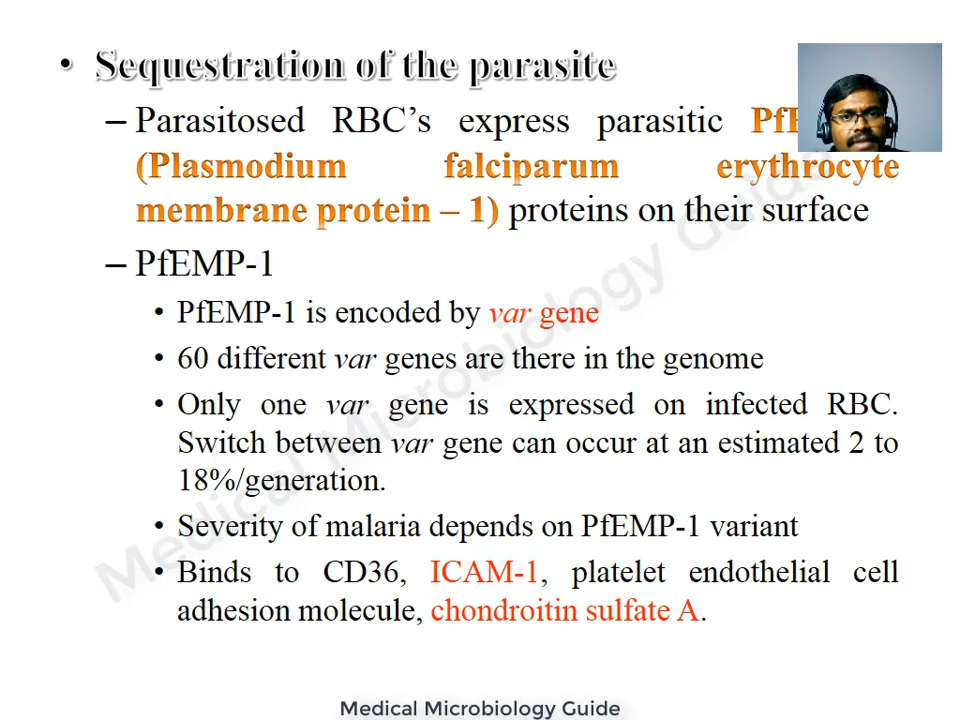 • Sequestration of the parasite
– Parasitosed RBC's express parasitic
(Plasmodium falciparum erythrocyte
membrane protein – 1) proteins on their surface
– PfEMP-1
• PfEMP-1 is encoded by var gene
• 60 different var genes are there in the genome
• Only one var gene is expressed on infected RBC.
Switch between var gene can occur at an estimated 2 to
18%/generation.
• Severity of malaria depends on PfEMP-1 variant
• Binds to CD36, ICAM-1, platelet endothelial cell
adhesion molecule, chondroitin sulfate A.
Medical Microbiology Guide
Medical Microbiology Guide